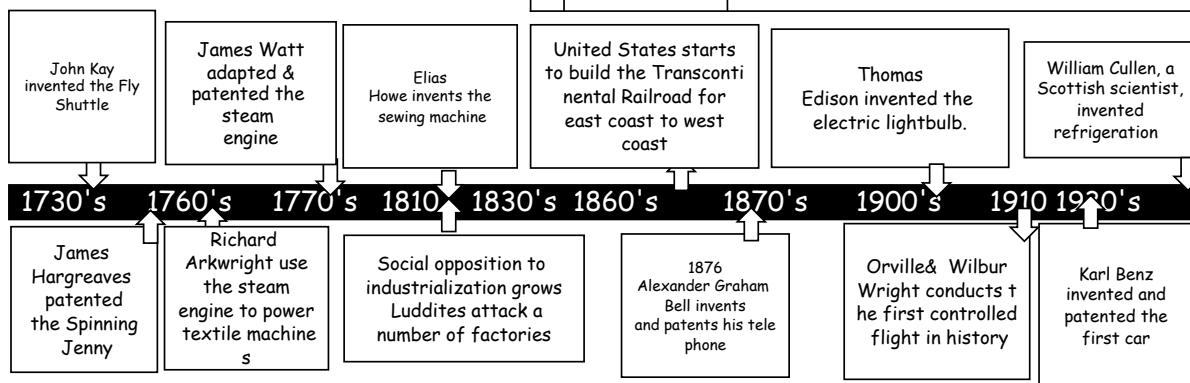 John Kay
invented the Fly
Shuttle
James Watt
adapted &
patented the
steam
engine
Elias
Howe invents the
sewing machine
United States starts
to build the Transconti
nental Railroad for
east coast to west
coast
Thomas
Edison invented the
electric lightbulb.
William Cullen, a
Scottish scientist,
invented
refrigeration
1730's 1760's 1770's 1810 1830's 1860's 1870's 1900's 1910 1920's
James
Hargreaves
patented
the Spinning
Jenny
Richard
Arkwright use
the steam
engine to power
textile machine
s
Social opposition to
industrialization grows
Luddites attack a
number of factories
1876
Alexander Graham
Bell invents
and patents his tele
phone
Orville& Wilbur
Wright conducts t
he first controlled
flight in history
Karl Benz
invented and
patented the
first car